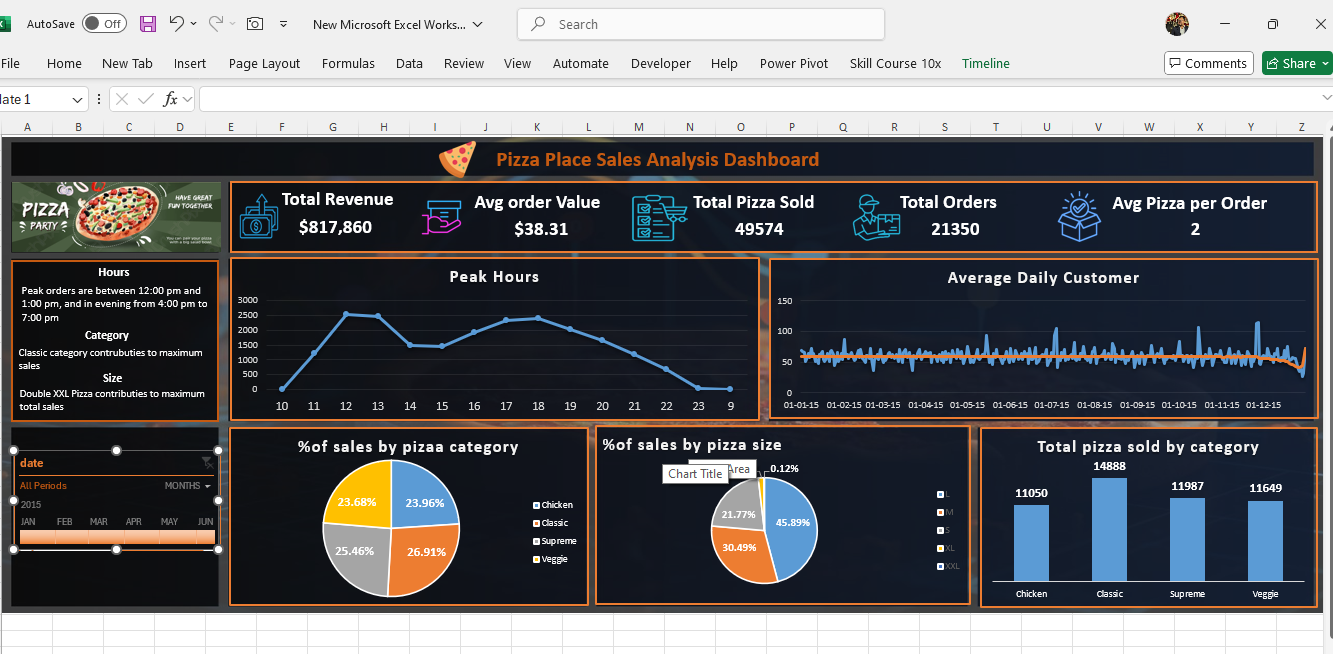 AutoSave Off New Microsoft Excel Works... Search
File Home New Tab Insert Page Layout Formulas Data Review View Automate Developer Help Power Pivot Skill Course 10x Timeline Comments Share
fx
A B C D E F G H I J K L M N O P Q R S T U V W X Y Z
Pizza Place Sales Analysis Dashboard
PIZZA
PARTY
HAVE GREAT
FUN TOGETHER
Total Revenue
$817,860
Avg order Value
$38.31
Total Pizza Sold
49574
Total Orders
21350
Avg Pizza per Order
2
Hours
Peak orders are between 12:00 pm and
1:00 pm, and in evening from 4:00 pm to
7:00 pm
Category
Classic category contrubuties to maximum
sales
Size
Double XXL Pizza contributies to maximum
total sales
Peak Hours
3000
2500
2000
1500
1000
500
0
10 11 12 13 14 15 16 17 18 19 20 21 22 23 9
Average Daily Customer
150
100
50
0
01-01-15 01-02-15 01-03-15 01-04-15 01-05-15 01-06-15 01-07-15 01-08-15 01-09-15 01-10-15 01-11-15 01-12-15
date
All Periods MONTHS
2015
JAN FEB MAR APR MAY JUN
%of sales by pizaa category
23.68% 23.96%
25.46% 26.91%
Chicken
Classic
Supreme
Veggie
%of sales by pizza size
Chart Title Area 0.12%
21.77% 45.89%
30.49%
L
M
S
XL
XXL
Total pizza sold by category
14888
11050 11987 11649
Chicken Classic Supreme Veggie